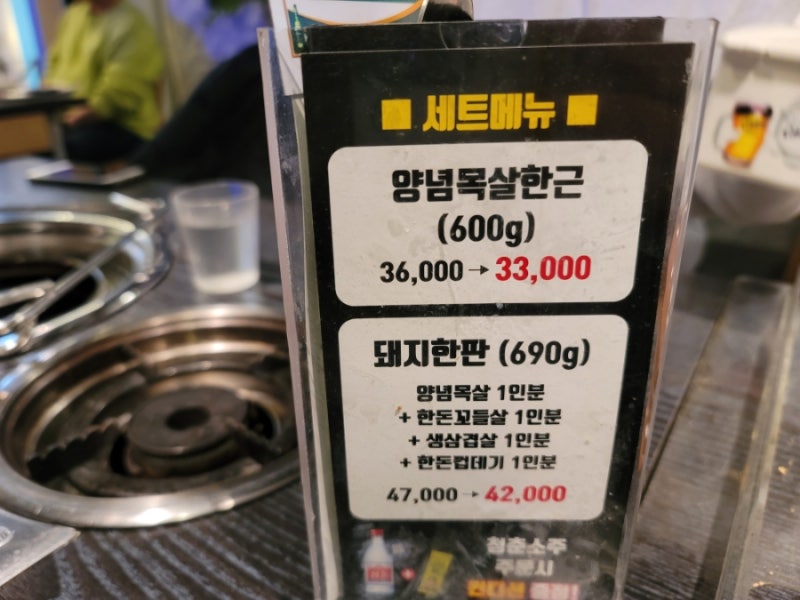 세트메뉴
양념목살한근
(600g)
36,000 → 33,000
돼지한판 (690g)
양념목살 1인분
+ 한돈꼬들살 1인분
+ 생삼겹살 1인분
+ 한돈껍데기 1인분
47,000 → 42,000
청춘소주
주문시